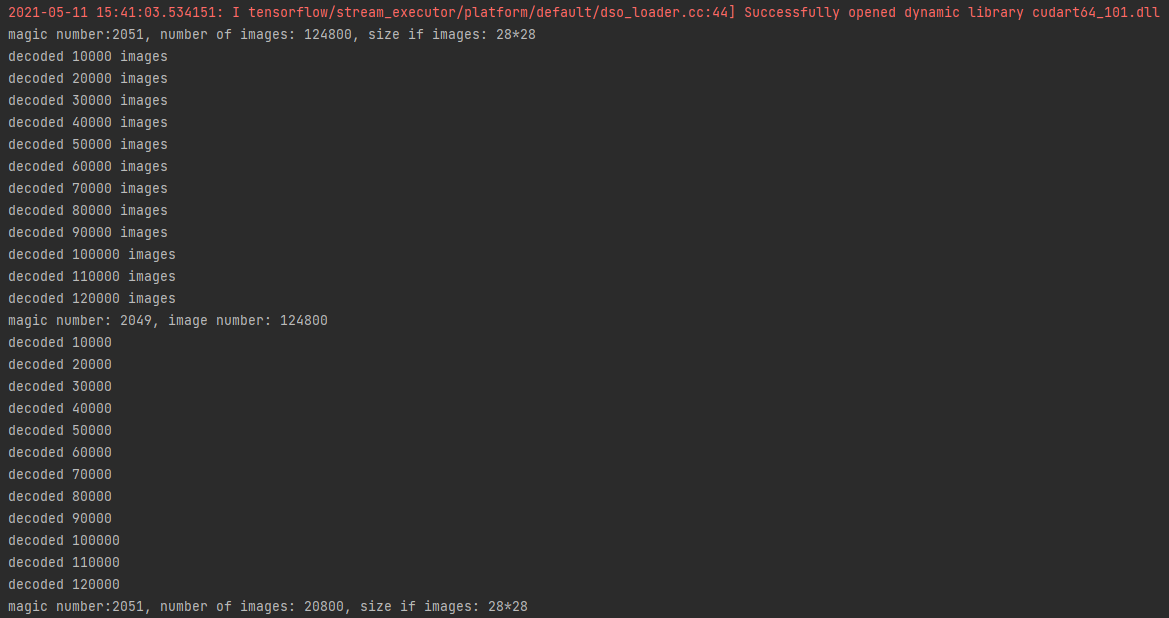 2021-05-11 15:41:03.534151: I tensorflow/stream_executor/platform/default/dso_loader.cc:44] Successfully opened dynamic library cudart64_101.dll
magic number:2051, number of images: 124800, size if images: 28*28
decoded 10000 images
decoded 20000 images
decoded 30000 images
decoded 40000 images
decoded 50000 images
decoded 60000 images
decoded 70000 images
decoded 80000 images
decoded 90000 images
decoded 100000 images
decoded 110000 images
decoded 120000 images
magic number: 2049, image number: 124800
decoded 10000
decoded 20000
decoded 30000
decoded 40000
decoded 50000
decoded 60000
decoded 70000
decoded 80000
decoded 90000
decoded 100000
decoded 110000
decoded 120000
magic number:2051, number of images: 20800, size if images: 28*28